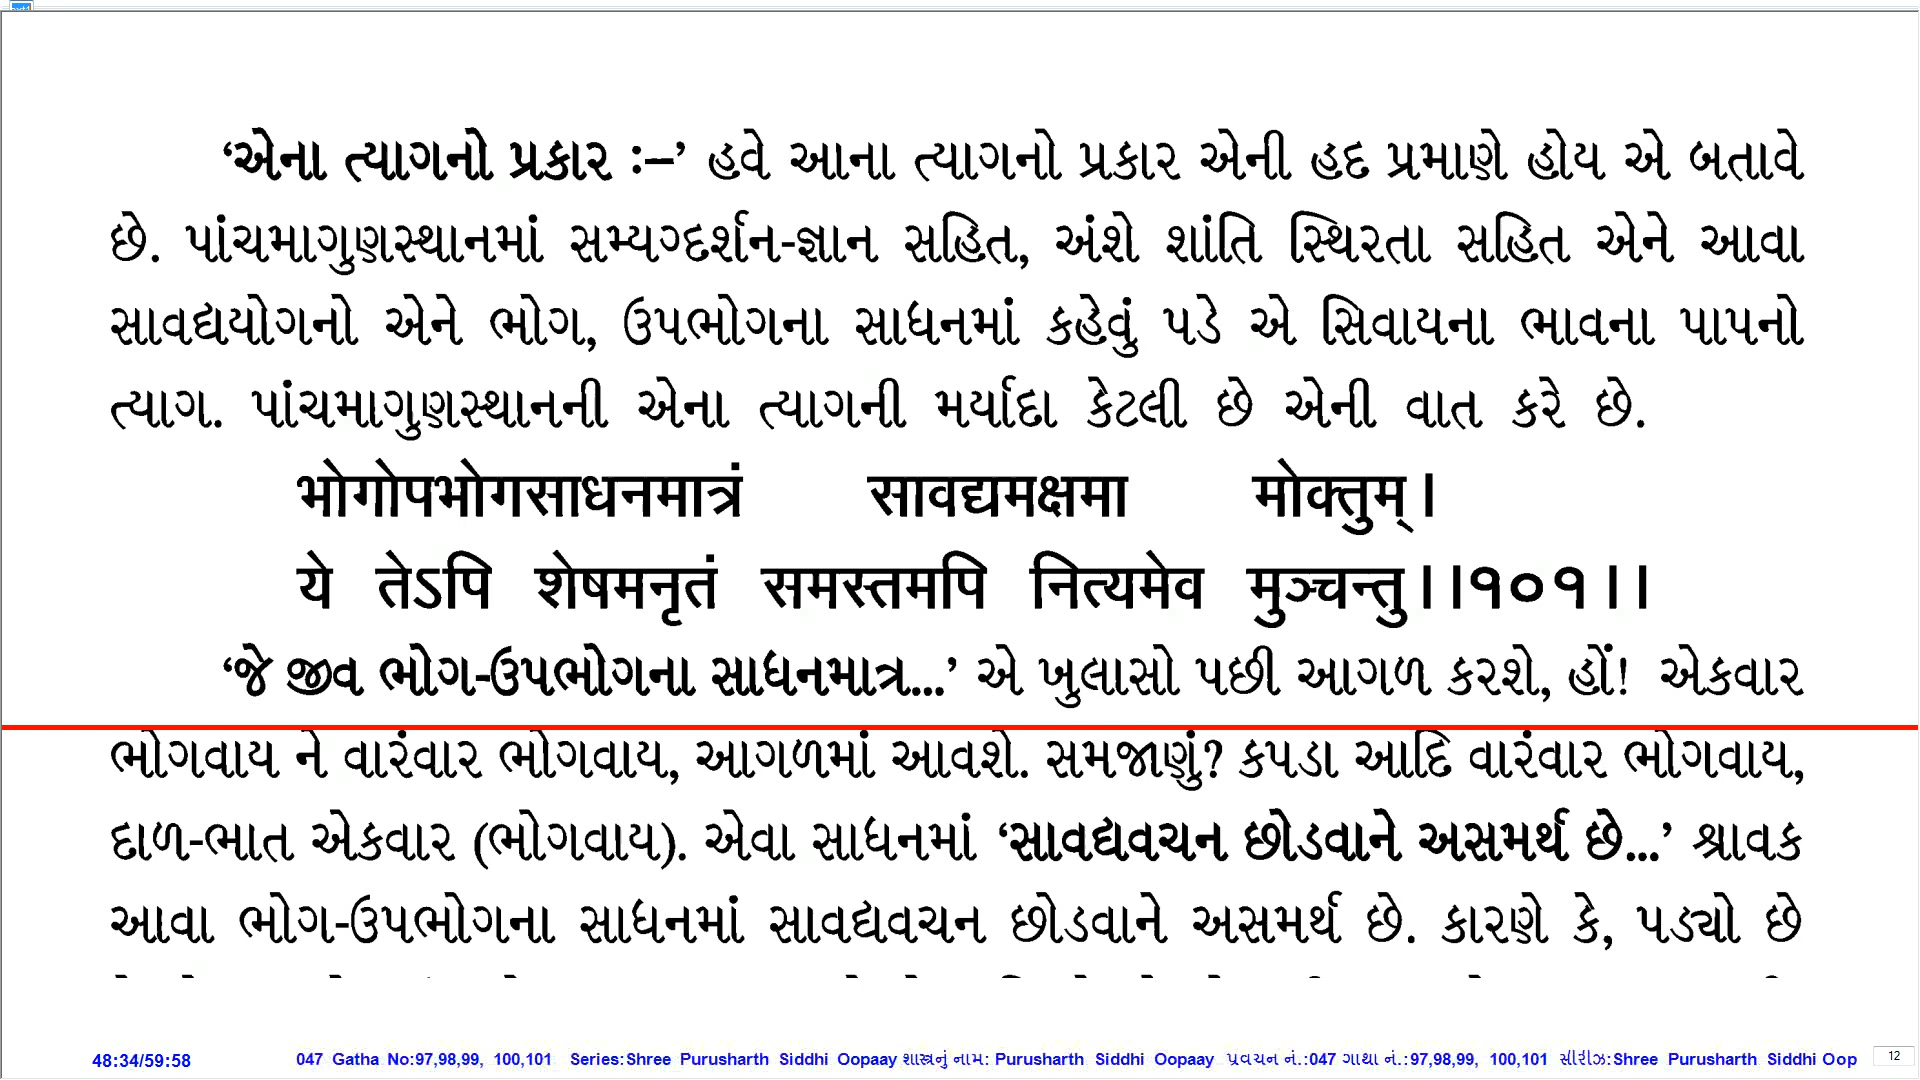 ‘એના ત્યાગનો પ્રકાર :–’ હવે આના ત્યાગનો પ્રકાર એની હદ પ્રમાણે હોય એ બતાવે
છે. પાંચમાગુણસ્થાનમાં સમ્યગ્દર્શન-જ્ઞાન સહિત, અંશે શાંતિ સ્થિરતા સહિત એને આવા
સાવદ્યયોગનો એને ભોગ, ઉપભોગના સાધનમાં કહેવું પડે એ સિવાયના ભાવના પાપનો
ત્યાગ. પાંચમાગુણસ્થાનની એના ત્યાગની મર્યાદા કેટલી છે એની વાત કરે છે.
भोगोपभोगसाधनमात्रं सावद्यमक्षमा मोक्तुम्।
ये तेऽपि शेषमनृतं समस्तमपि नित्यमेव मुञ्चन्तु।।१०१।।
‘જે જીવ ભોગ-ઉપભોગના સાધનમાત્ર...’ એ ખુલાસો પછી આગળ કરશે, હોં! એકવાર
ભોગવાય ને વારંવાર ભોગવાય, આગળમાં આવશે. સમજાણું? કપડા આદિ વારંવાર ભોગવાય,
દાળ-ભાત એકવાર (ભોગવાય). એવા સાધનમાં ‘સાવદ્યવચન છોડવાને અસમર્થ છે...’ શ્રાવક
આવા ભોગ-ઉપભોગના સાધનમાં સાવદ્યવચન છોડવાને અસમર્થ છે. કારણે કે, પડ્યો છે
48:34/59:58 047 Gatha No:97,98,99, 100,101 Series:Shree Purusharth Siddhi Oopaay શાસ્ત્રનું નામ: Purusharth Siddhi Oopaay પ્રવચન નં.:047 ગાથા નં.:97,98,99, 100,101 સીરીઝ:Shree Purusharth Siddhi Oop 12